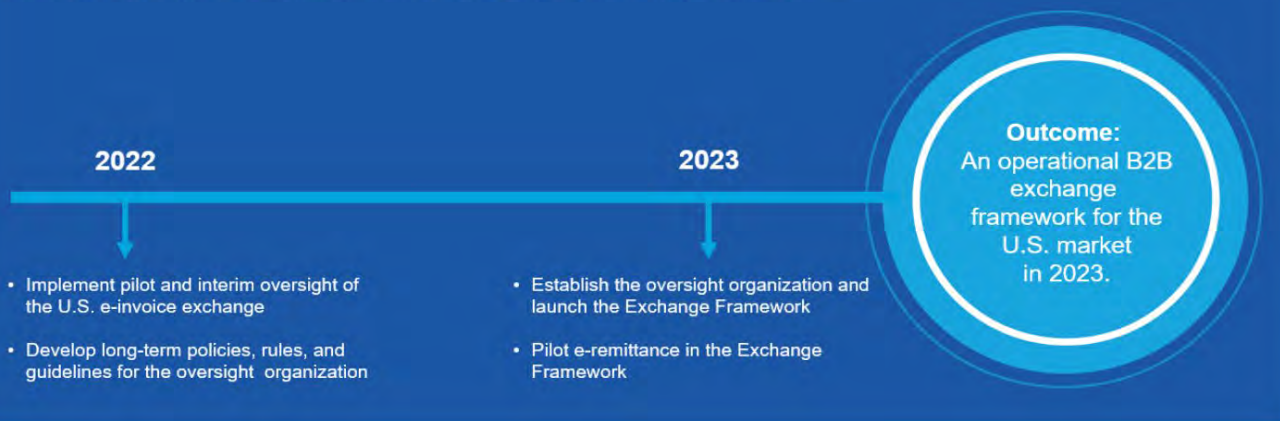 2022
• Implement pilot and interim oversight of
the U.S. e-invoice exchange
• Develop long-term policies, rules, and
guidelines for the oversight organization
2023
• Establish the oversight organization and
launch the Exchange Framework
• Pilot e-remittance in the Exchange
Framework
Outcome:
An operational B2B
exchange
framework for the
U.S. market
in 2023.